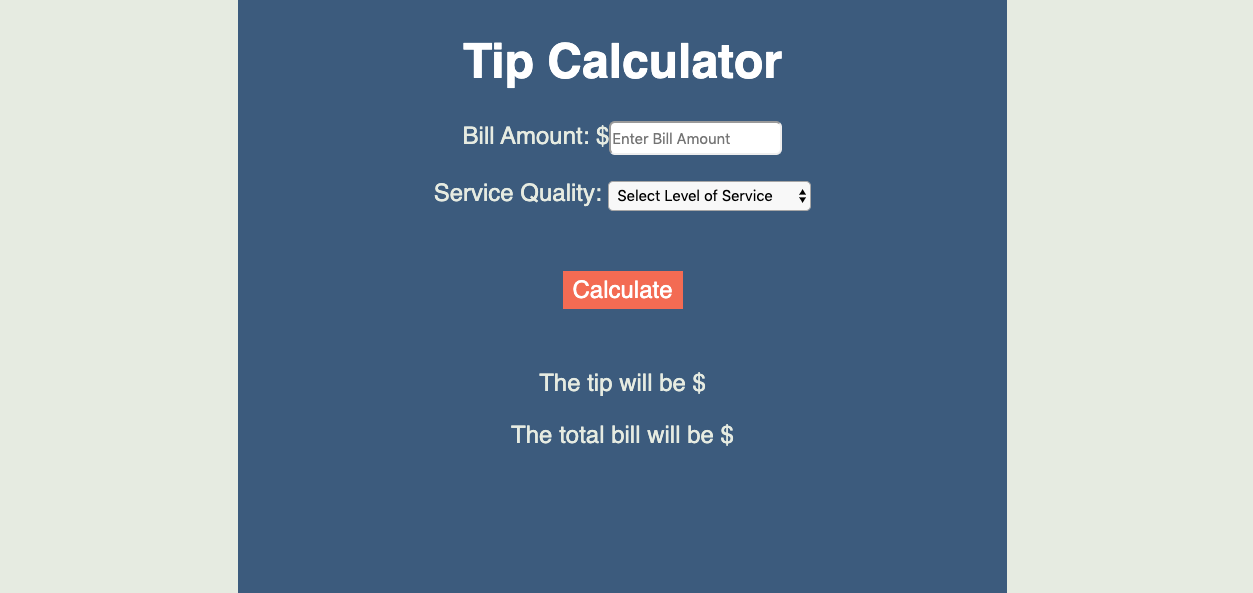 Tip Calculator
Bill Amount: $ Enter Bill Amount
Service Quality: Select Level of Service
Calculate
The tip will be $
The total bill will be $